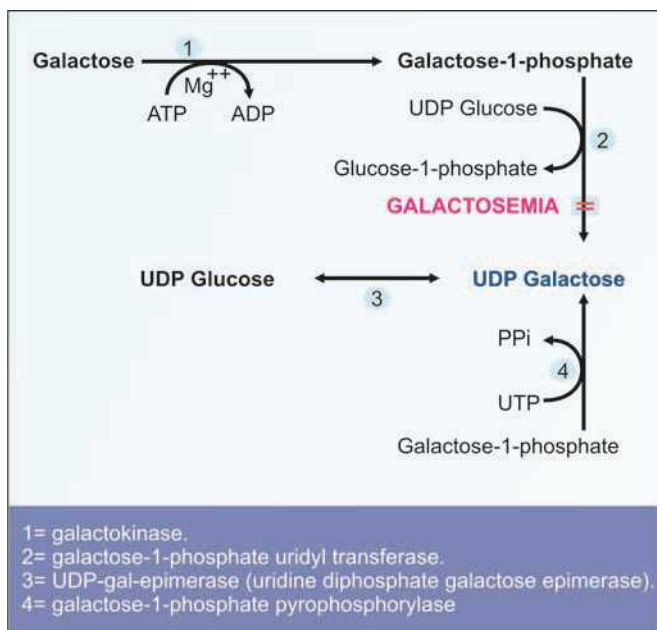 1
Galactose
Galactose-1-phosphate
Mg++
ATP
ADP
UDP Glucose
2
Glucose-1-phosphate
GALACTOSEMIA =
UDP Glucose
UDP Galactose
3
PPi
4
UTP
Galactose-1-phosphate
1= galactokinase.
2= galactose-1-phosphate uridyl transferase.
3= UDP-gal-epimerase (uridine diphosphate galactose epimerase).
4= galactose-1-phosphate pyrophosphorylase